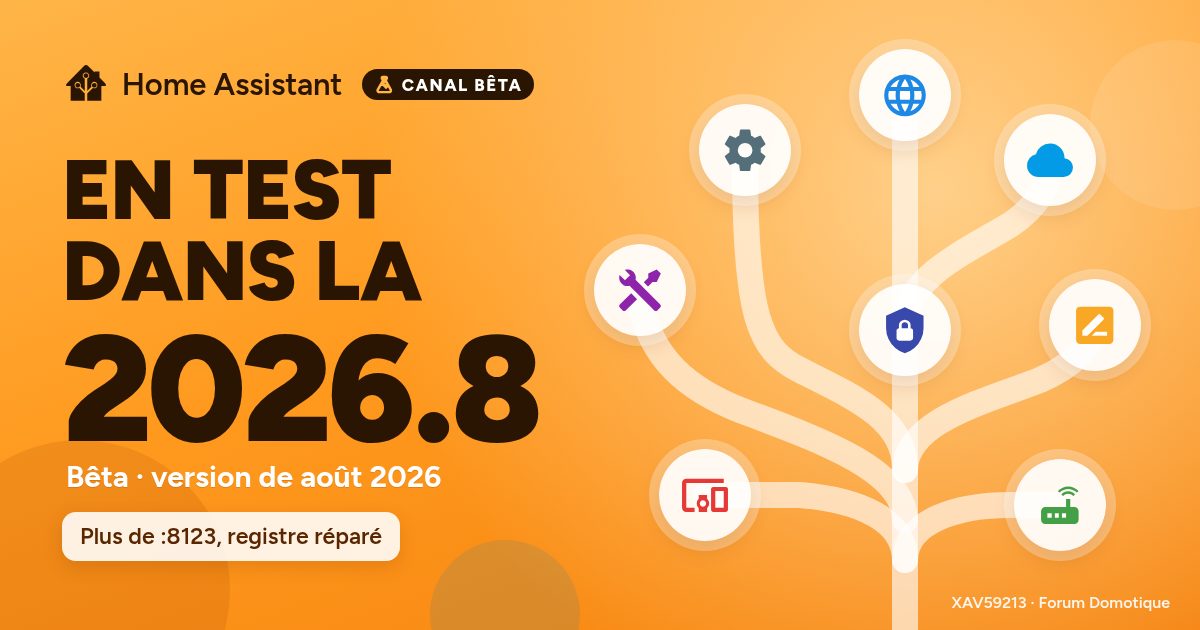 Home Assistant
CANAL BÊTA
EN TEST
DANS LA
2026.8
Bêta · version de août 2026
Plus de :8123, registre réparé
XAV59213 · Forum Domotique